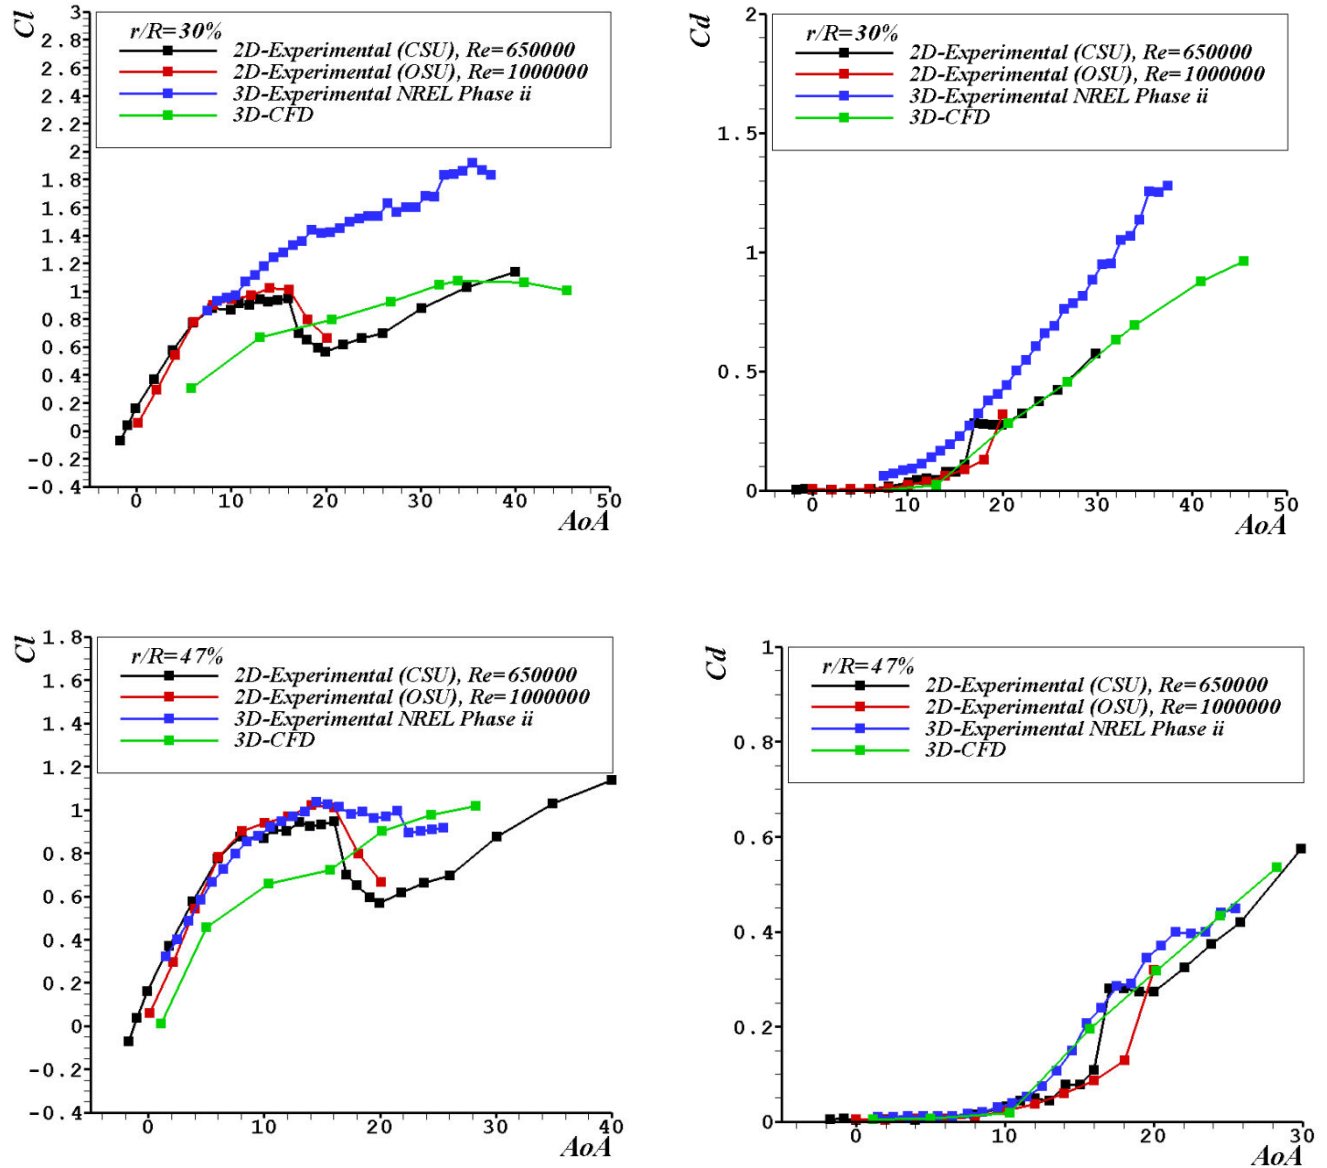 Cl
r/R=30%
2D-Experimental (CSU), Re=650000
2D-Experimental (OSU), Re=1000000
3D-Experimental NREL Phase ii
3D-CFD
3
2.8
2.6
2.4
2.2
2
1.8
1.6
1.4
1.2
1
0.8
0.6
0.4
0.2
0
-0.2
-0.4
0 10 20 30 40 50
AoA
Cd
r/R=30%
2D-Experimental (CSU), Re=650000
2D-Experimental (OSU), Re=1000000
3D-Experimental NREL Phase ii
3D-CFD
2
1.5
1
0.5
0
0 10 20 30 40 50
AoA
Cl
r/R=47%
2D-Experimental (CSU), Re=650000
2D-Experimental (OSU), Re=1000000
3D-Experimental NREL Phase ii
3D-CFD
1.8
1.6
1.4
1.2
1
0.8
0.6
0.4
0.2
0
-0.2
-0.4
0 10 20 30 40
AoA
Cd
r/R=47%
2D-Experimental (CSU), Re=650000
2D-Experimental (OSU), Re=1000000
3D-Experimental NREL Phase ii
3D-CFD
1
0.8
0.6
0.4
0.2
0
0 10 20 30
AoA